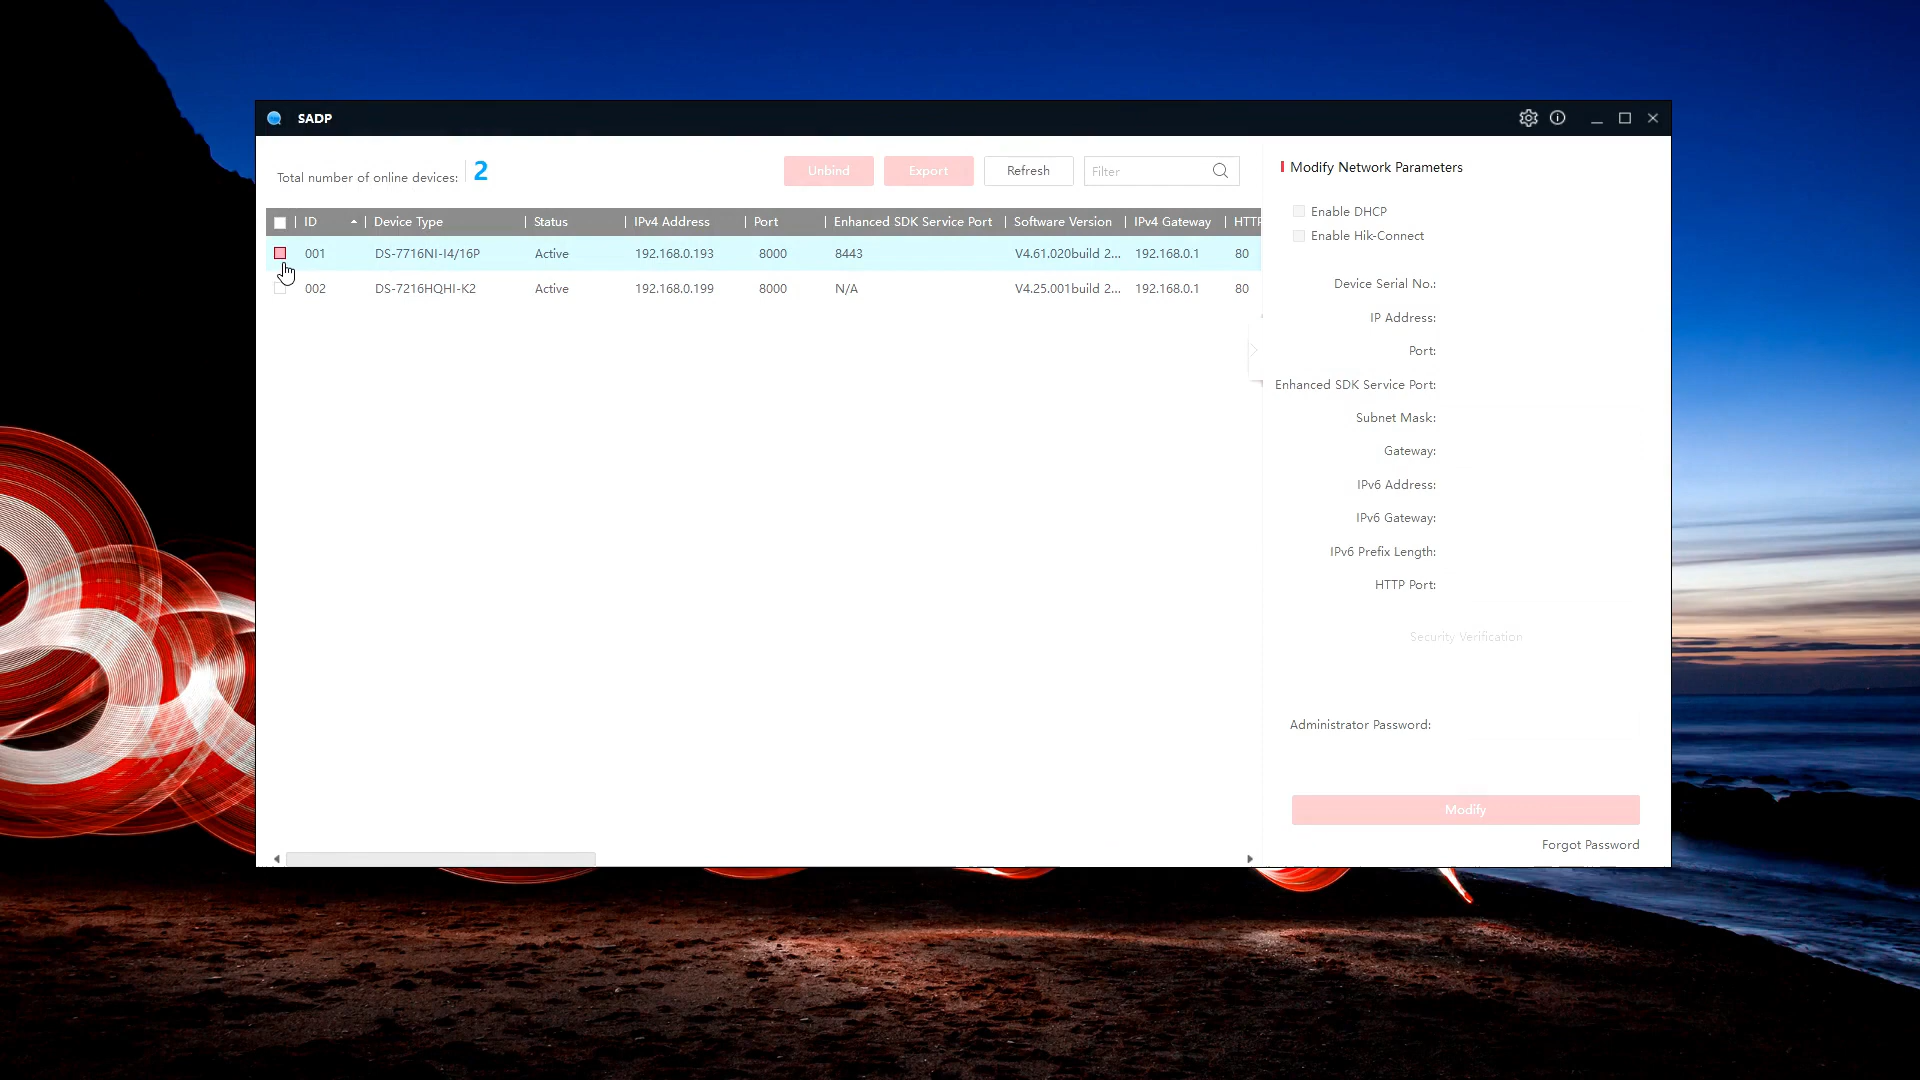 SADP
Total number of online devices: 2
Unbind
Export
Refresh
Filter
ID Device Type Status IPv4 Address Port Enhanced SDK Service Port Software Version IPv4 Gateway HTTP
001 DS-7716NI-I4/16P Active 192.168.0.193 8000 8443 V4.61.020build 2... 192.168.0.1 80
002 DS-7216HQHI-K2 Active 192.168.0.199 8000 N/A V4.25.001build 2... 192.168.0.1 80
Modify Network Parameters
Enable DHCP
Enable Hik-Connect
Device Serial No.:
IP Address:
Port:
Enhanced SDK Service Port:
Subnet Mask:
Gateway:
IPv6 Address:
IPv6 Gateway:
IPv6 Prefix Length:
HTTP Port:
Security Verification
Administrator Password:
Modify
Forgot Password